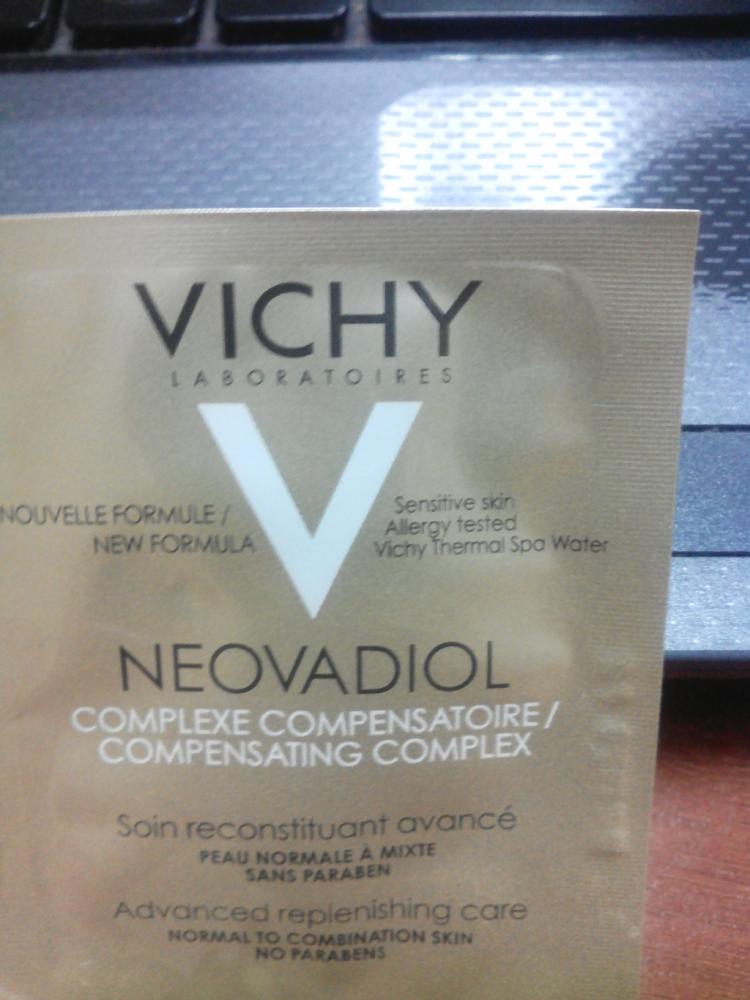 VICHY
LABORATOIRES
NOUVELLE FORMULE /
NEW FORMULA
Sensitive skin
Allergy tested
Vichy Thermal Spa Water
NEOVADIOL
COMPLEXE COMPENSATOIRE /
COMPENSATING COMPLEX
Soin reconstituant avancé
PEAU NORMALE À MIXTE
SANS PARABEN
Advanced replenishing care
NORMAL TO COMBINATION SKIN
NO PARABENS